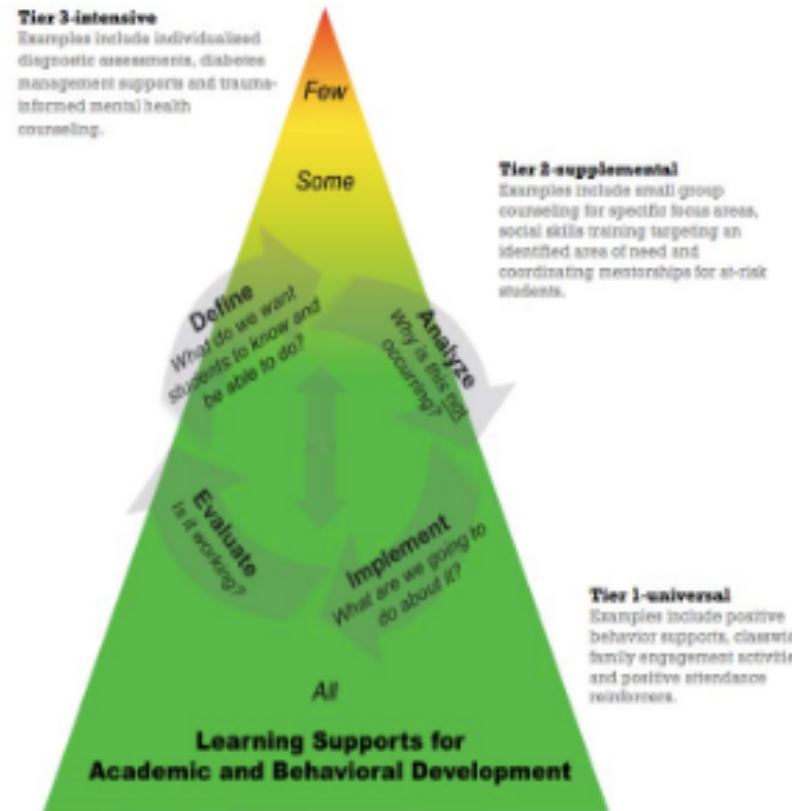 Tier 3-intensive
Examples include individualized
diagnostic assessments, diabetes
management supports and trauma-
informed mental health
counseling.
Few
Some
Tier 2-supplemental
Examples include small group
counseling for specific focus areas,
social skills training targeting an
identified area of need and
coordinating mentorships for at-risk
students.
Define
What do we want
students to know and
be able to do?
Analyze
Why is this not
occurring?
Implement
What are we going to
do about it?
Evaluate
Is it working?
Tier 1-universal
Examples include positive
behavior supports, classwid
family engagement activitie
and positive attendance
reinforcers.
All
Learning Supports for
Academic and Behavioral Development